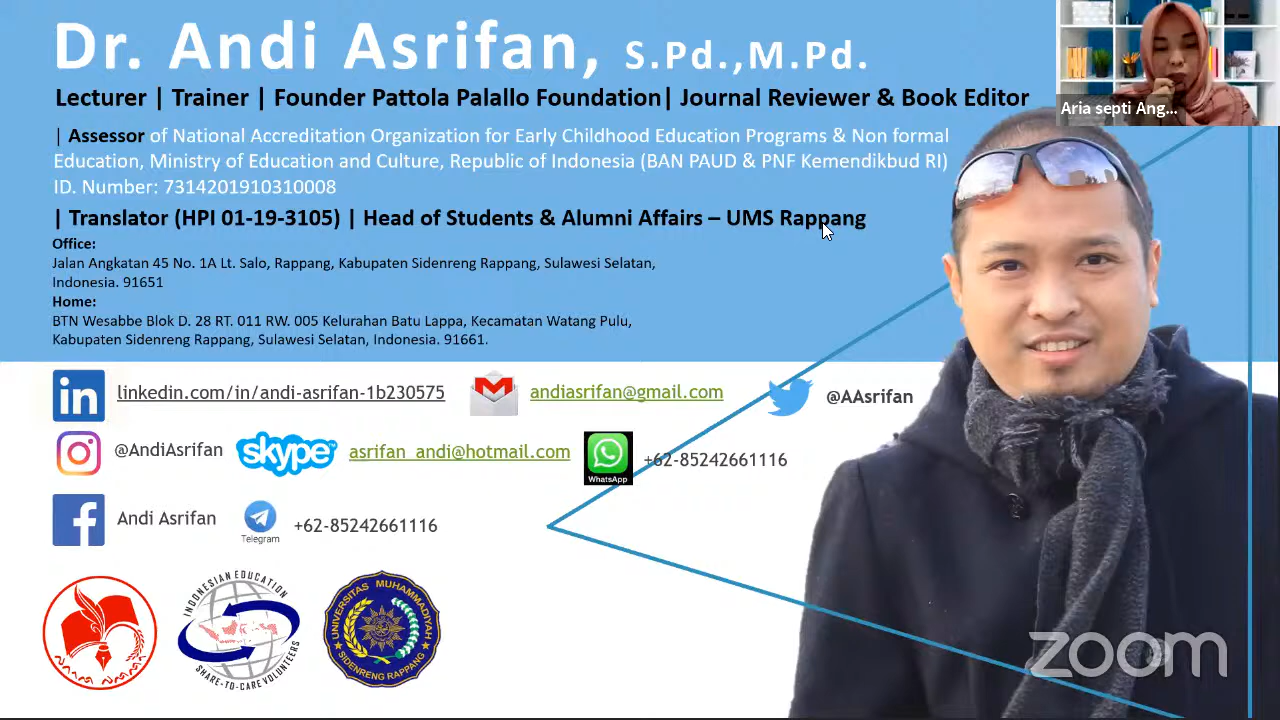 Dr. Andi Asrifan, S.Pd.,M.Pd.
Lecturer | Trainer | Founder Pattola Palallo Foundation| Journal Reviewer & Book Editor
Aria septi Ang...
| Assessor of National Accreditation Organization for Early Childhood Education Programs & Non formal
Education, Ministry of Education and Culture, Republic of Indonesia (BAN PAUD & PNF Kemendikbud RI)
ID. Number: 7314201910310008
| Translator (HPI 01-19-3105) | Head of Students & Alumni Affairs – UMS Rappang
Office:
Jalan Angkatan 45 No. 1A Lt. Salo, Rappang, Kabupaten Sidenreng Rappang, Sulawesi Selatan,
Indonesia. 91651
Home:
BTN Wesabbe Blok D. 28 RT. 011 RW. 005 Kelurahan Batu Lappa, Kecamatan Watang Pulu,
Kabupaten Sidenreng Rappang, Sulawesi Selatan, Indonesia. 91661.
in
linkedin.com/in/andi-asrifan-1b230575
andiasrifan@gmail.com
@AAsrifan
@AndiAsrifan
skype
asrifan_andi@hotmail.com
WhatsApp
+62-85242661116
Andi Asrifan
Telegram
+62-85242661116
INDONESIAN EDUCATION
SHARE-TO-CARE VOLUNTEERS
UNIVERSITAS MUHAMMADIYAH
SIDENRENG RAPPANG
zoom